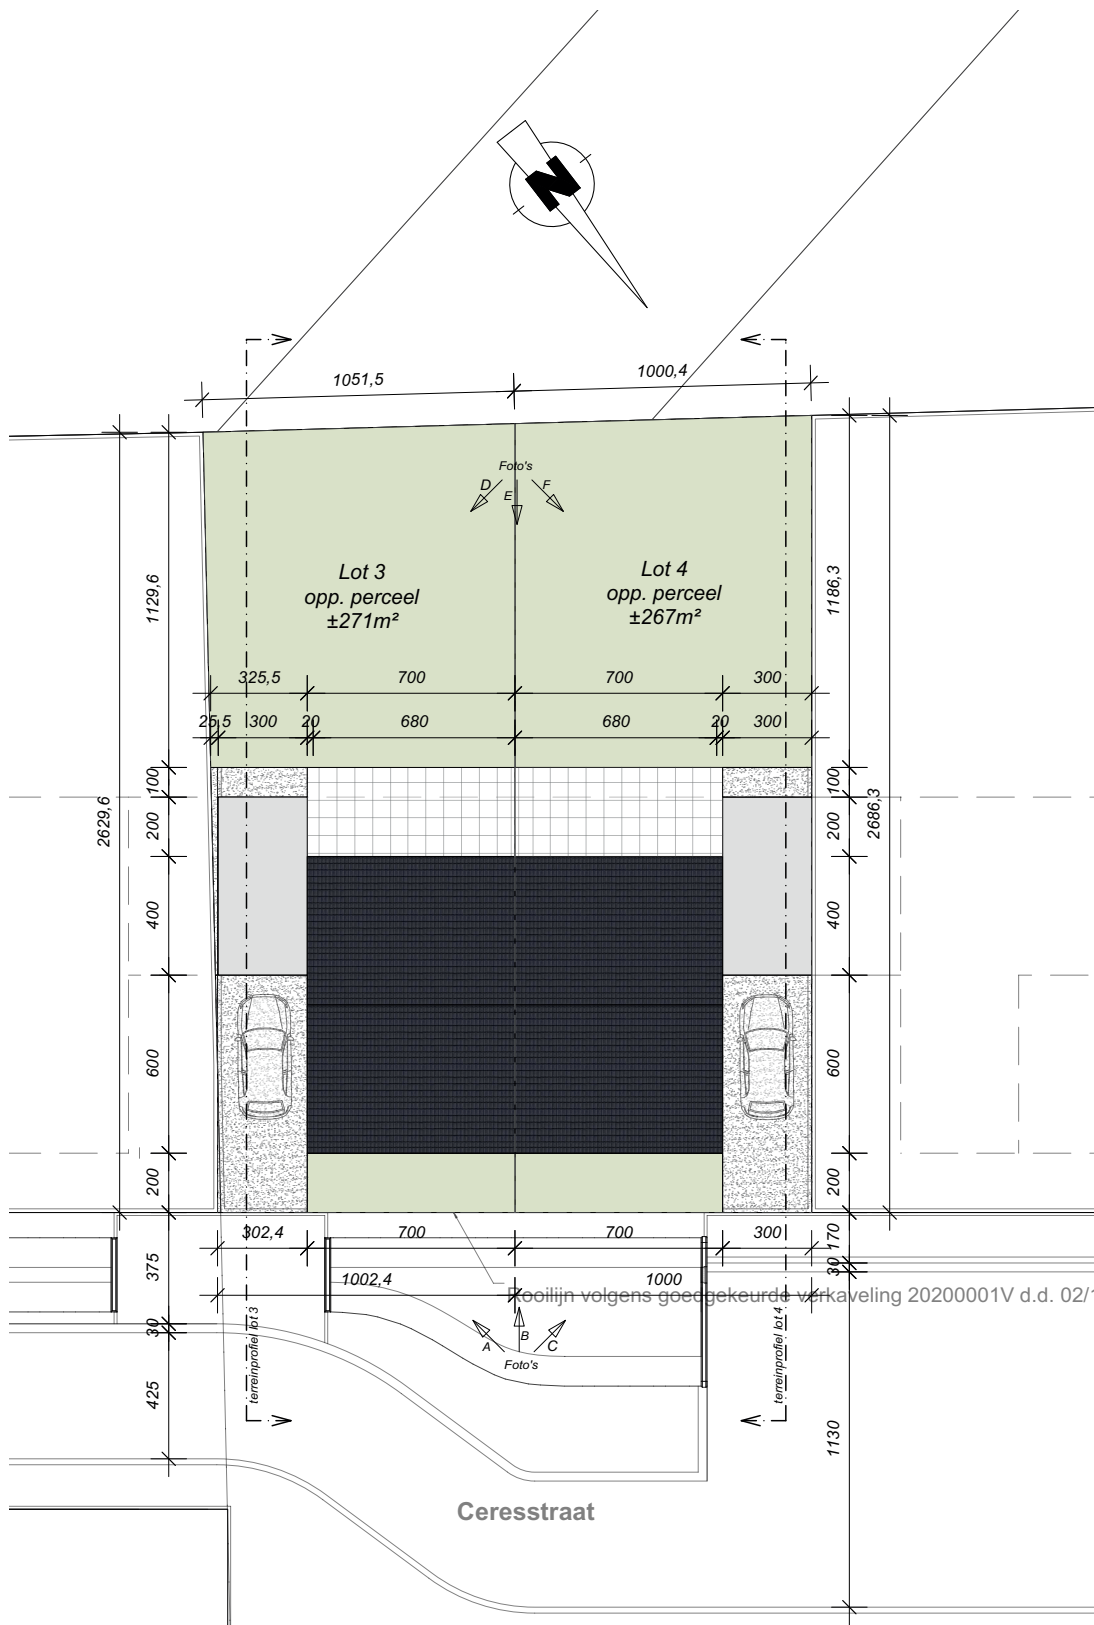 N
1051,5
1000,4
Foto's
D
E
F
Lot 3
opp. perceel
±271m²
Lot 4
opp. perceel
±267m²
1129,6
1186,3
325,5
700
700
300
25,5
300
20
680
680
20
300
100
100
2629,6
200
200
2686,3
400
400
600
600
200
200
302,4
700
700
300
170
30
375
1002,4
1000
Rooilijn volgens goedgekeurde verkaveling 20200001V d.d. 02/1
30
A
B
C
Foto's
terreinprofiel lot 3
terreinprofiel lot 4
425
1130
Ceresstraat